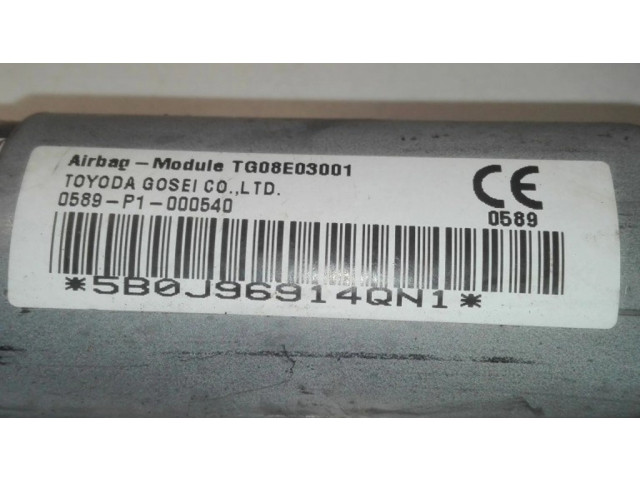 Airbag-Module TG08E03001
TOYODA GOSEI CO.,LTD.
0589-P1-000540
CE
0589
*5B0J96914QN1*